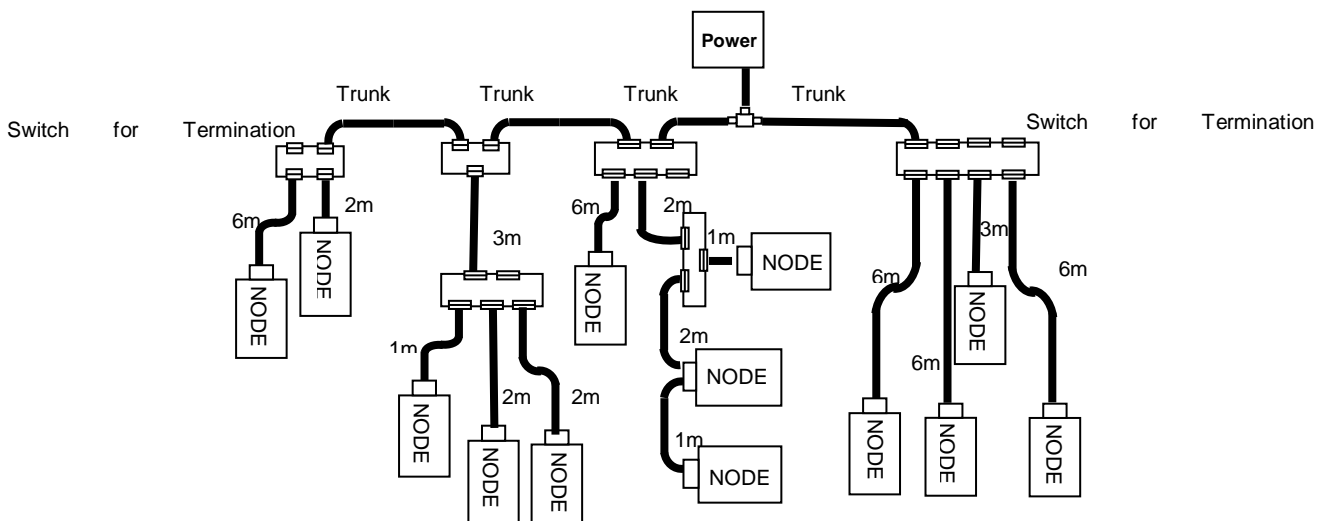 Power
Trunk Trunk Trunk Trunk
Switch for Termination Switch for Termination
6m 2m 6m 2m 1m 3m
3m 6m 6m
NODE NODE NODE NODE NODE
1m 2m 6m
NODE
2m 2m 1m
NODE NODE NODE NODE NODE NODE NODE